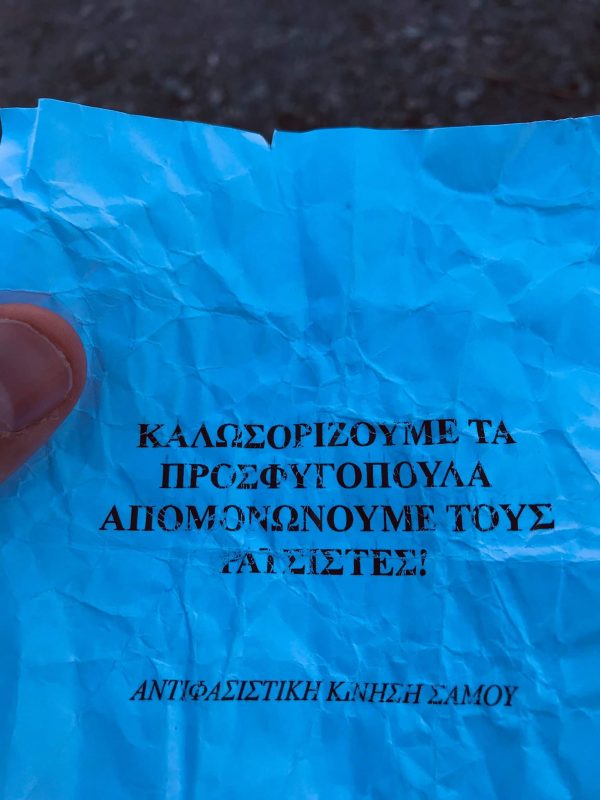 ΚΑΛΩΣΟΡΙΖΟΥΜΕ ΤΑ
ΠΡΟΣΦΥΓΟΠΟΥΛΑ
ΑΠΟΜΟΝΩΝΟΥΜΕ ΤΟΥΣ
ΡΑΤΣΙΣΤΕΣ!
ΑΝΤΙΦΑΣΙΣΤΙΚΗ ΚΙΝΗΣΗ ΣΑΜΟΥ